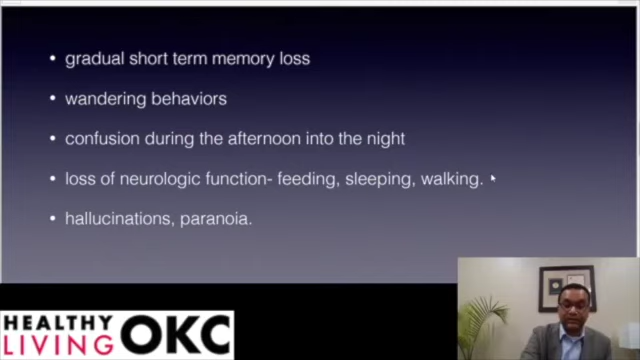 • gradual short term memory loss
• wandering behaviors
• confusion during the afternoon into the night
• loss of neurologic function- feeding, sleeping, walking.
• hallucinations, paranoia.
HEALTHY
LIVING OKC